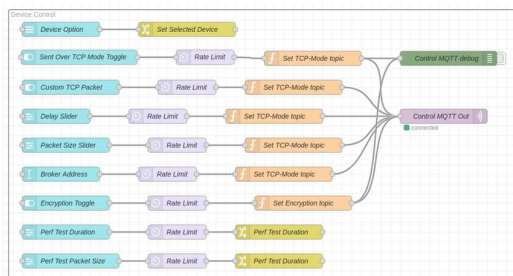 Device Control
Device Option
Set Selected Device
Sent Over TCP Mode Toggle
Rate Limit
Set TCP-Mode topic
Control MQTT debug
Custom TCP Packet
Rate Limit
Set TCP-Mode topic
Delay Slider
Rate Limit
Set TCP-Mode topic
Control MQTT Out
connected
Packet Size Slider
Rate Limit
Set TCP-Mode topic
Broker Address
Rate Limit
Set TCP-Mode topic
Encryption Toggle
Rate Limit
Set Encryption topic
Perf Test Duration
Rate Limit
Perf Test Duration
Perf Test Packet Size
Rate Limit
Perf Test Duration